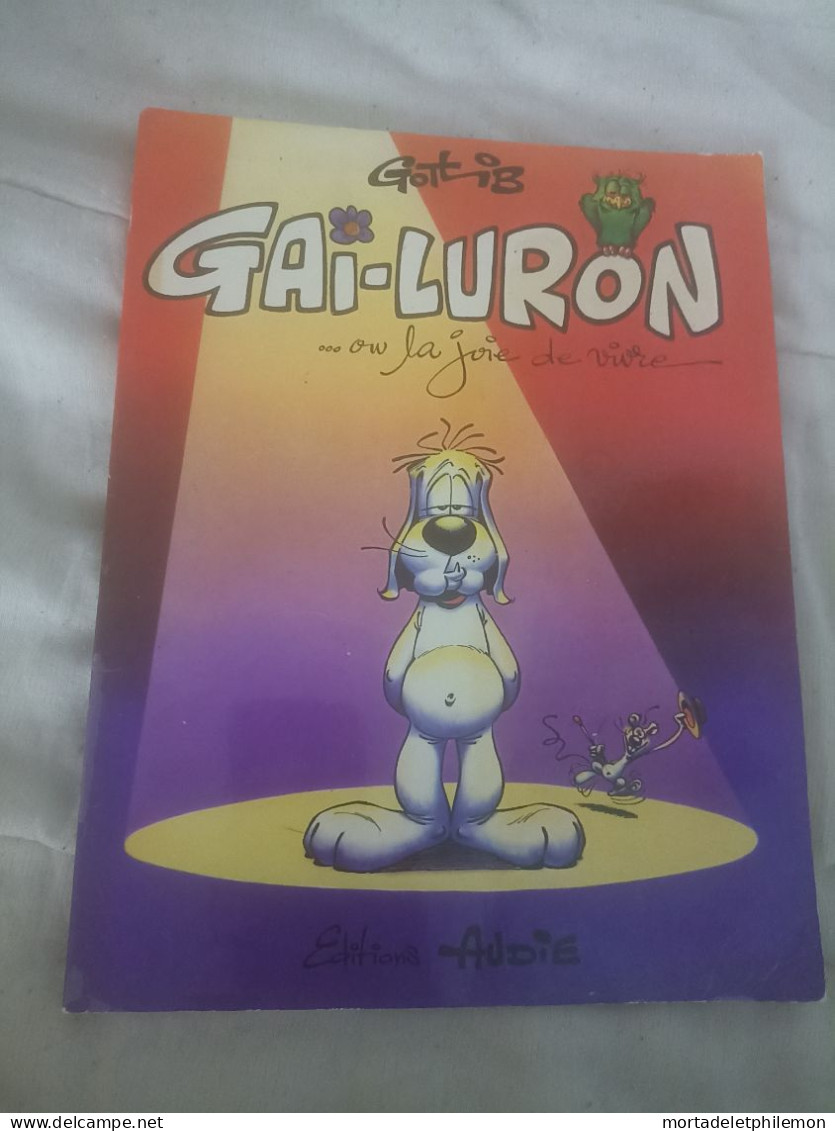 Gotlib
GAi-LURON
... ou la joie de vivre
Editions AUDiE
© www.delcampe.net
mortadeletphilemon